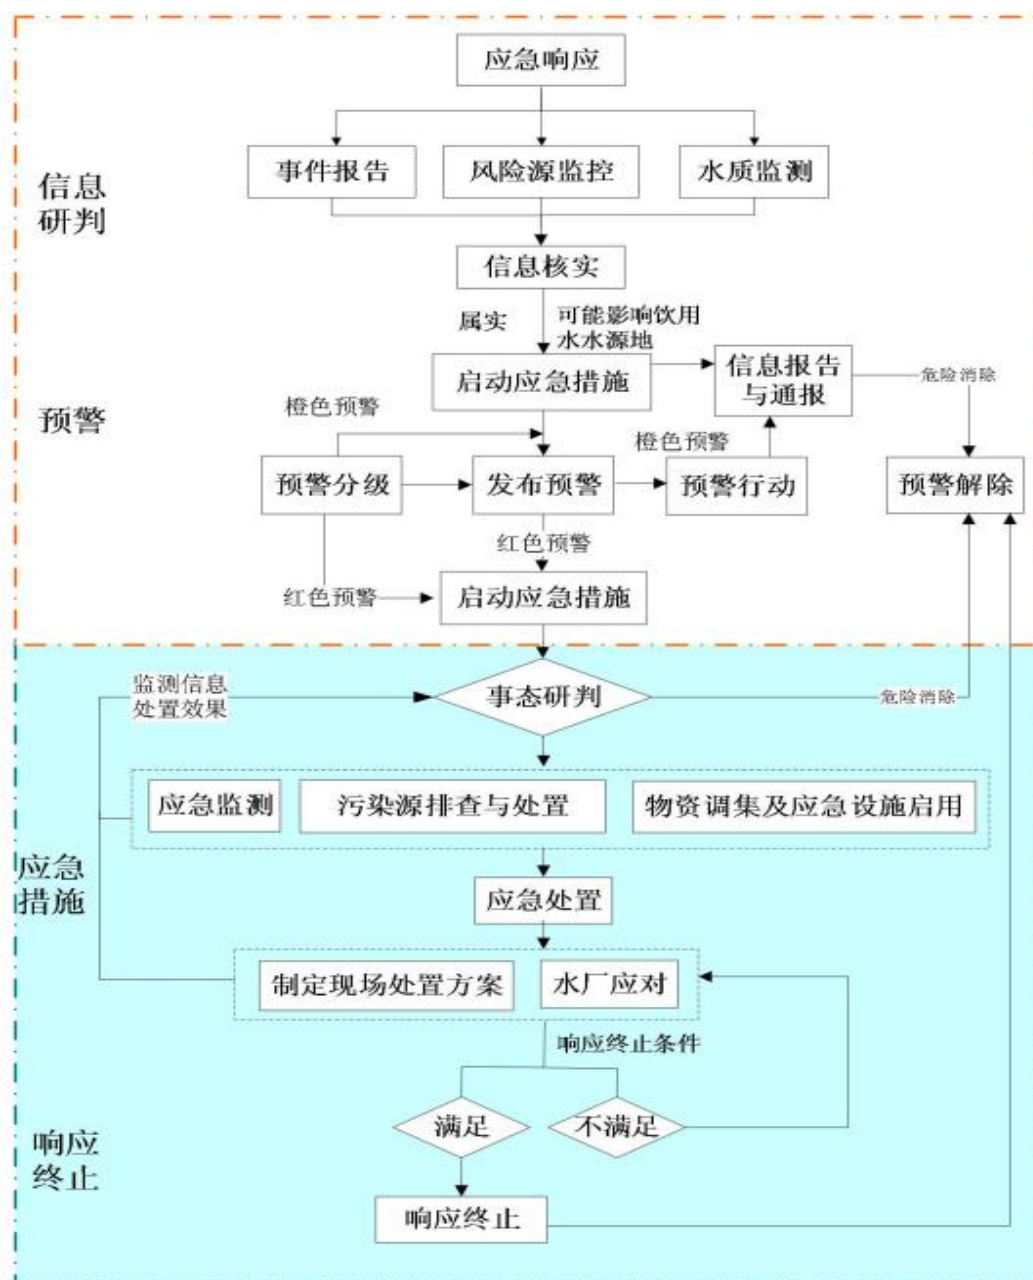 应急响应
事件报告
风险源监控
水质监测
信息
研判
信息核实
属实
可能影响饮用
水水源地
启动应急措施
信息报告
与通报
危险消除
预警
橙色预警
橙色预警
预警分级
发布预警
预警行动
预警解除
红色预警
红色预警
启动应急措施
监测信息
处置效果
事态研判
危险消除
应急监测
污染源排查与处置
物资调集及应急设施启用
应急
措施
应急处置
制定现场处置方案
水厂应对
响应终止条件
满足
不满足
响应
终止
响应终止